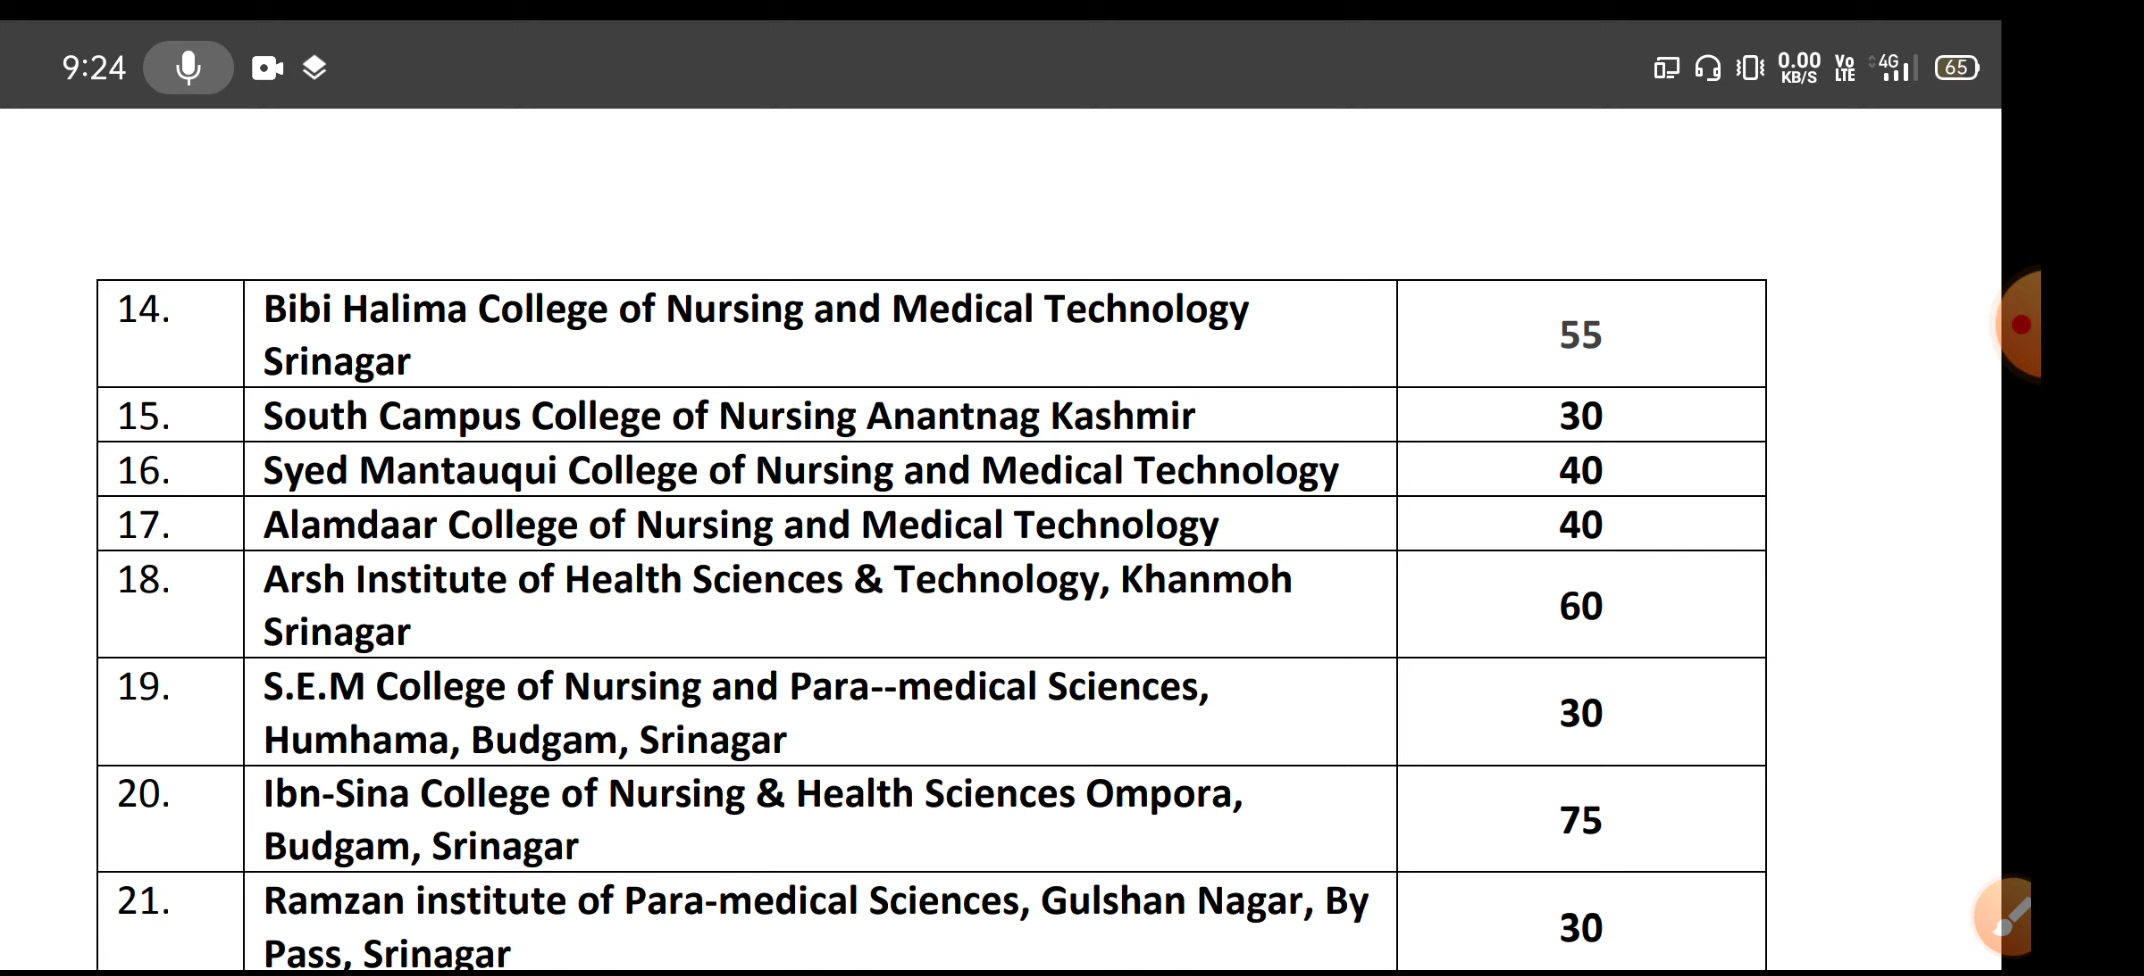 9:24
0.00
KB/S
Vo
LTE
4G
65
14.
Bibi Halima College of Nursing and Medical Technology
Srinagar
55
15.
South Campus College of Nursing Anantnag Kashmir
30
16.
Syed Mantauqui College of Nursing and Medical Technology
40
17.
Alamdaar College of Nursing and Medical Technology
40
18.
Arsh Institute of Health Sciences & Technology, Khanmoh
Srinagar
60
19.
S.E.M College of Nursing and Para--medical Sciences,
Humhama, Budgam, Srinagar
30
20.
Ibn-Sina College of Nursing & Health Sciences Ompora,
Budgam, Srinagar
75
21.
Ramzan institute of Para-medical Sciences, Gulshan Nagar, By
Pass, Srinagar
30